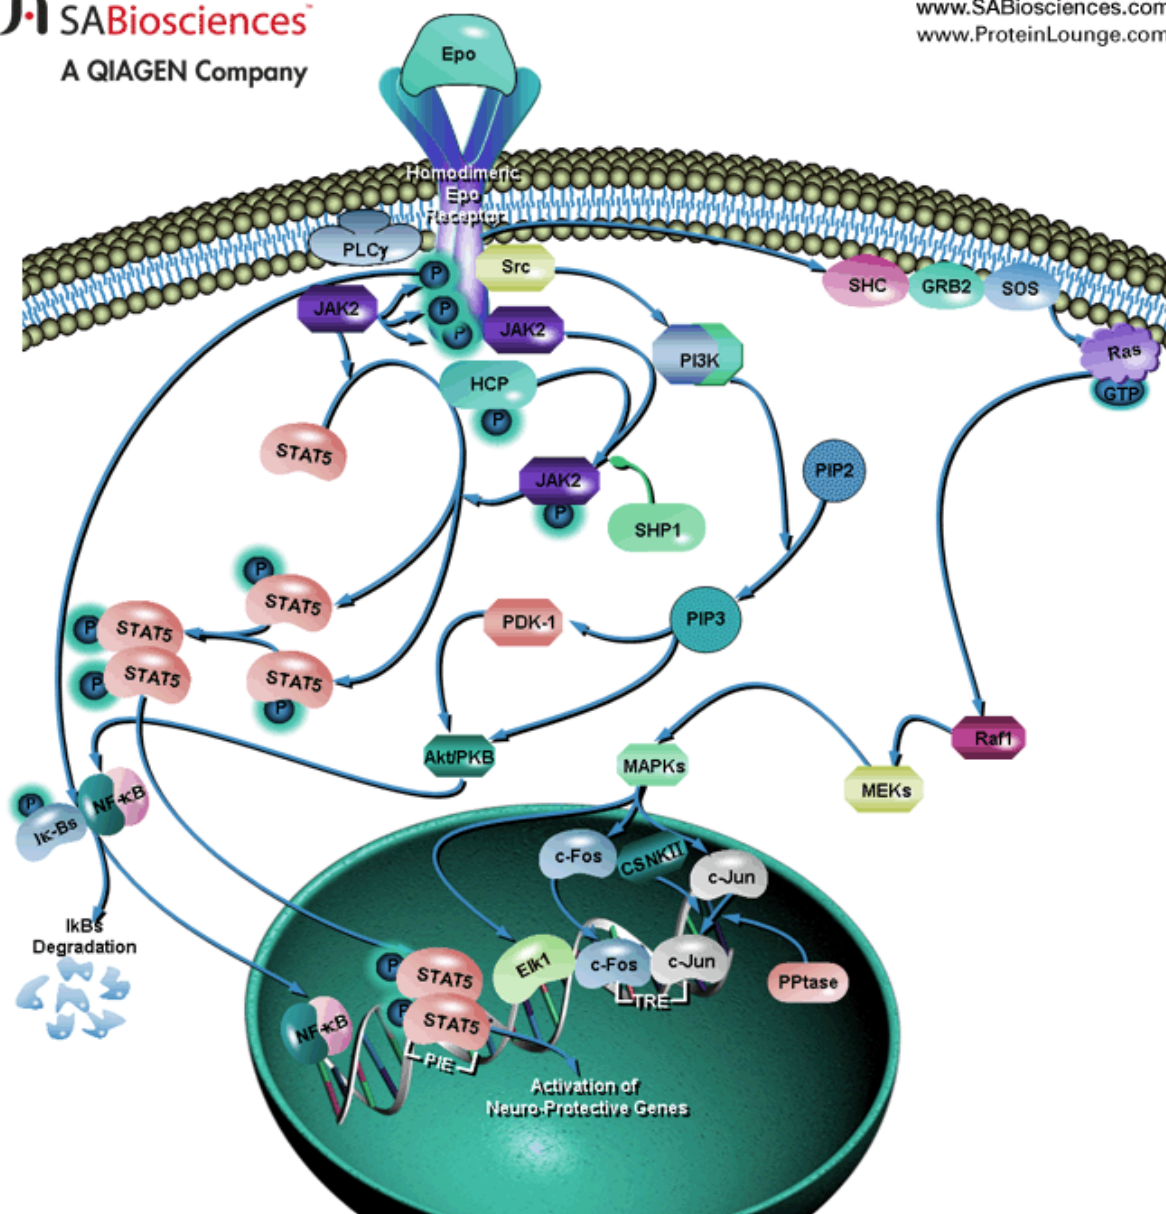 SABiosciences™
A QIAGEN Company
www.SABiosciences.com
www.ProteinLounge.com
Epo
Homodimeric
Epo
Receptor
PLCγ
P
Src
SHC
GRB2
SOS
JAK2
P
P
JAK2
Ras
GTP
PI3K
HCP
P
STAT5
PIP2
JAK2
P
SHP1
P
STAT5
P
STAT5
P
STAT5
STAT5
P
PDK-1
PIP3
Akt/PKB
Raf1
MAPKs
MEKs
P
Iκ-Bs
NF-κB
c-Fos
CSNKII
c-Jun
IkBs
Degradation
P
STAT5
P
STAT5
Elk1
c-Fos
c-Jun
PPtase
TRE
NF-κB
PIE
Activation of
Neuro-Protective Genes